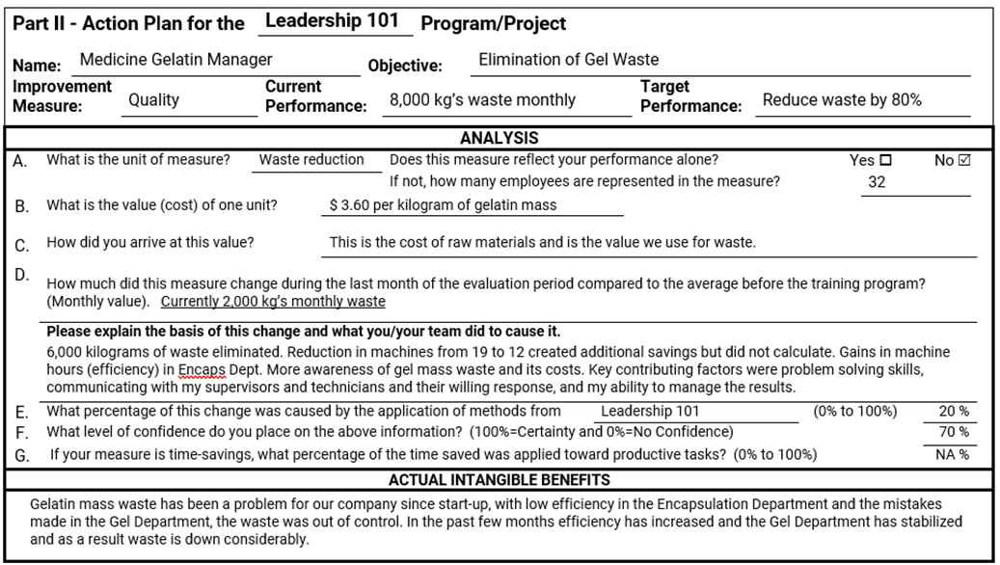 Part II - Action Plan for the Leadership 101 Program/Project
Name: Medicine Gelatin Manager Objective: Elimination of Gel Waste
Improvement Measure: Quality Current Performance: 8,000 kg's waste monthly Target Performance: Reduce waste by 80%
ANALYSIS
A. What is the unit of measure? Waste reduction Does this measure reflect your performance alone? Yes ☐ No ☑
If not, how many employees are represented in the measure? 32
B. What is the value (cost) of one unit? $ 3.60 per kilogram of gelatin mass
C. How did you arrive at this value? This is the cost of raw materials and is the value we use for waste.
D. How much did this measure change during the last month of the evaluation period compared to the average before the training program?
(Monthly value). Currently 2,000 kg's monthly waste
Please explain the basis of this change and what you/your team did to cause it.
6,000 kilograms of waste eliminated. Reduction in machines from 19 to 12 created additional savings but did not calculate. Gains in machine
hours (efficiency) in Encaps Dept. More awareness of gel mass waste and its costs. Key contributing factors were problem solving skills,
communicating with my supervisors and technicians and their willing response, and my ability to manage the results.
E. What percentage of this change was caused by the application of methods from Leadership 101 (0% to 100%) 20 %
F. What level of confidence do you place on the above information? (100%=Certainty and 0%=No Confidence) 70 %
G. If your measure is time-savings, what percentage of the time saved was applied toward productive tasks? (0% to 100%) NA %
ACTUAL INTANGIBLE BENEFITS
Gelatin mass waste has been a problem for our company since start-up, with low efficiency in the Encapsulation Department and the mistakes
made in the Gel Department, the waste was out of control. In the past few months efficiency has increased and the Gel Department has stabilized
and as a result waste is down considerably.